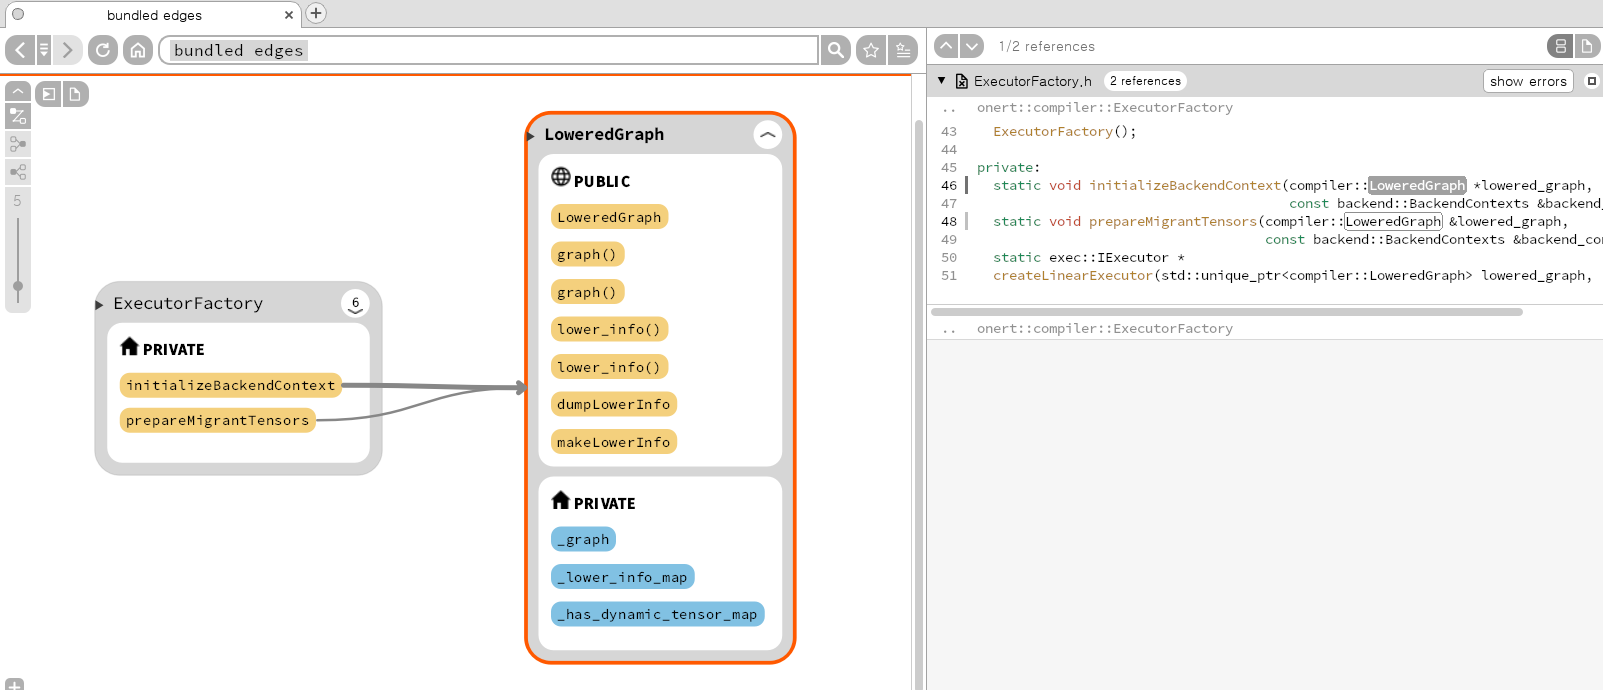 bundled edges
bundled edges
1/2 references
ExecutorFactory.h 2 references show errors
.. onert::compiler::ExecutorFactory
43 ExecutorFactory();
44
45 private:
46 static void initializeBackendContext(compiler::LoweredGraph *lowered_graph,
47 const backend::BackendContexts &backend_
48 static void prepareMigrantTensors(compiler::LoweredGraph &lowered_graph,
49 const backend::BackendContexts &backend_co
50 static exec::IExecutor *
51 createLinearExecutor(std::unique_ptr<compiler::LoweredGraph> lowered_graph,
.. onert::compiler::ExecutorFactory
5
ExecutorFactory 6
PRIVATE
initializeBackendContext
prepareMigrantTensors
LoweredGraph
PUBLIC
LoweredGraph
graph()
graph()
lower_info()
lower_info()
dumpLowerInfo
makeLowerInfo
PRIVATE
_graph
_lower_info_map
_has_dynamic_tensor_map